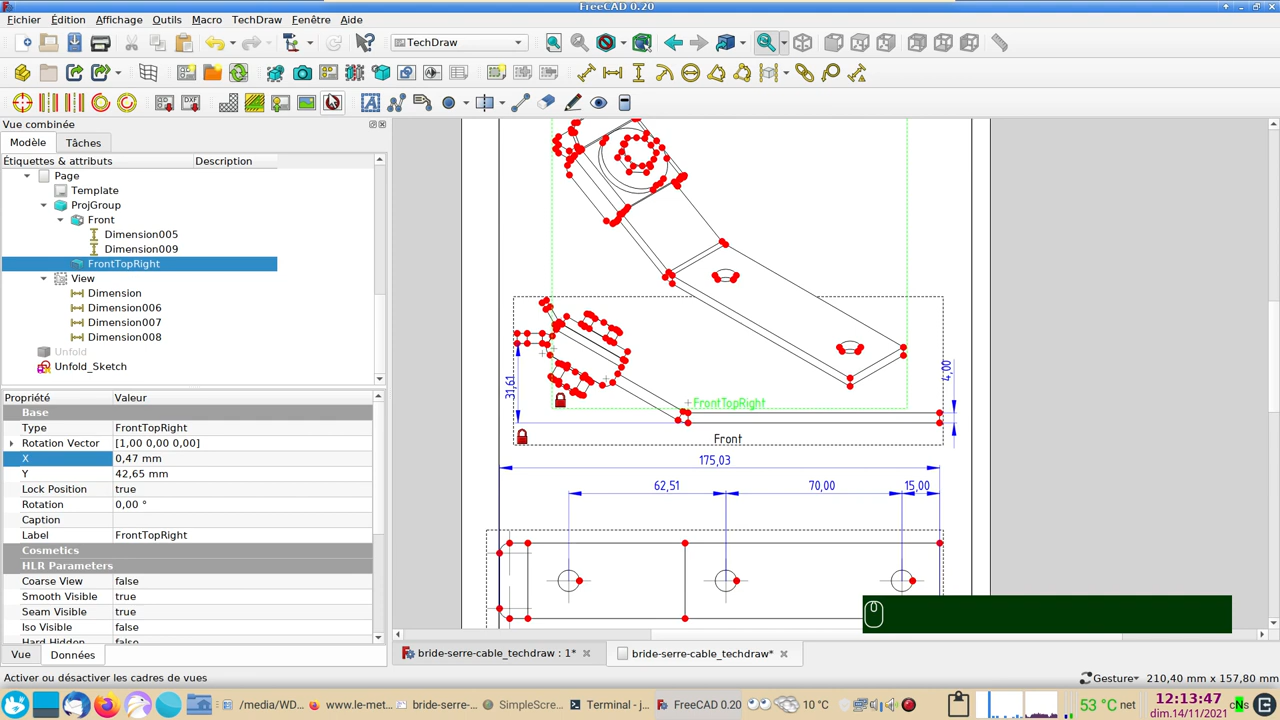 FreeCAD 0.20
Fichier Édition Affichage Outils Macro TechDraw Fenêtre Aide
TechDraw
Vue combinée
Modèle Tâches
Étiquettes & attributs Description
Page
Template
ProjGroup
Front
Dimension005
Dimension009
FrontTopRight
View
Dimension
Dimension006
Dimension007
Dimension008
Unfold
Unfold_Sketch
Propriété Valeur
Base
Type FrontTopRight
Rotation Vector [1,00 0,00 0,00]
X 0,47 mm
Y 42,65 mm
Lock Position true
Rotation 0,00 °
Caption
Label FrontTopRight
Cosmetics
HLR Parameters
Coarse View false
Smooth Visible true
Seam Visible true
Iso Visible false
Hard Hidden false
Vue Données
31,61
4,00
FrontTopRight
Front
175,03
62,51 70,00 15,00
bride-serre-cable_techdraw : 1*
bride-serre-cable_techdraw*
Activer ou désactiver les cadres de vues
Gesture 210,40 mm x 157,80 mm
/media/WD... www.le-met... bride-serre-... SimpleScre... Terminal - j... FreeCAD 0.20
10 °C
53 °C net
12:13:47
dim.14/11/2021
cNs